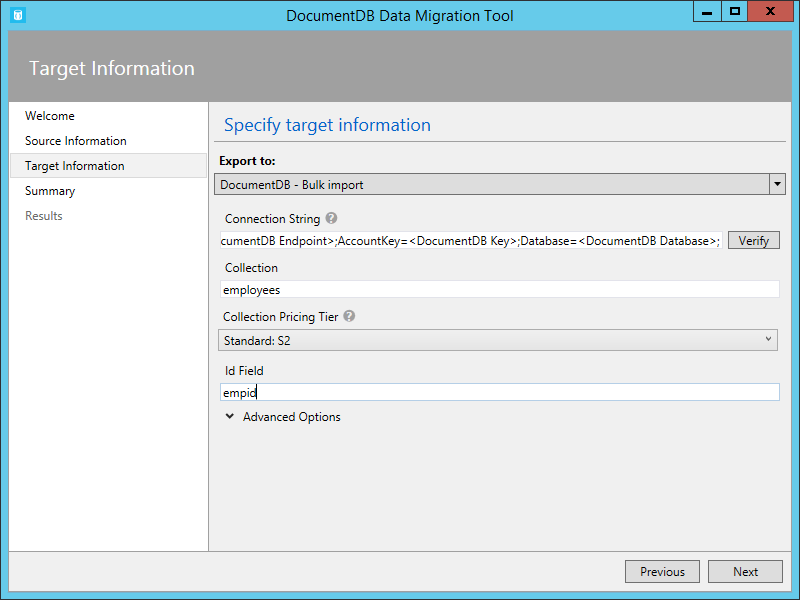 DocumentDB Data Migration Tool
Target Information
Welcome
Source Information
Target Information
Summary
Results
Specify target information
Export to:
DocumentDB - Bulk import
Connection String ?
cumentDB Endpoint>;AccountKey=<DocumentDB Key>;Database=<DocumentDB Database>; Verify
Collection
employees
Collection Pricing Tier ?
Standard: S2
Id Field
empid
Advanced Options
Previous Next